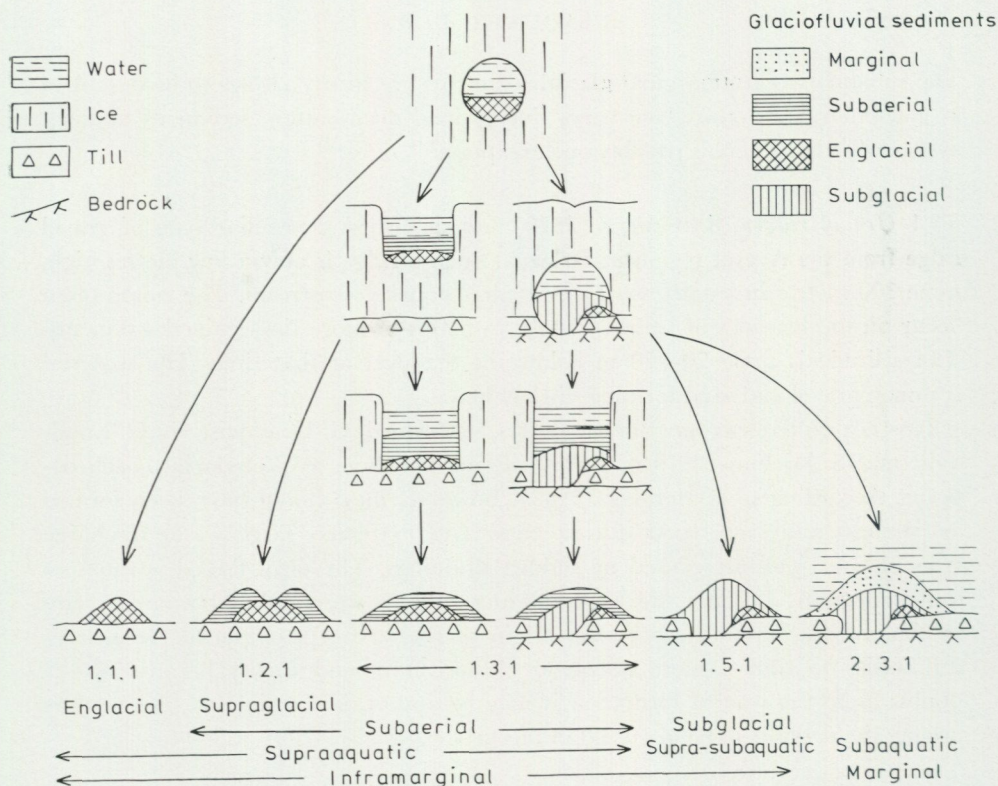 Water
Ice
Till
Bedrock
Glaciofluvial sediments
Marginal
Subaerial
Englacial
Subglacial
1.1.1
1.2.1
1.3.1
1.5.1
2.3.1
Englacial
Supraglacial
Subaerial
Subglacial
Supraaquatic
Supra-subaquatic
Subaquatic
Inframarginal
Marginal